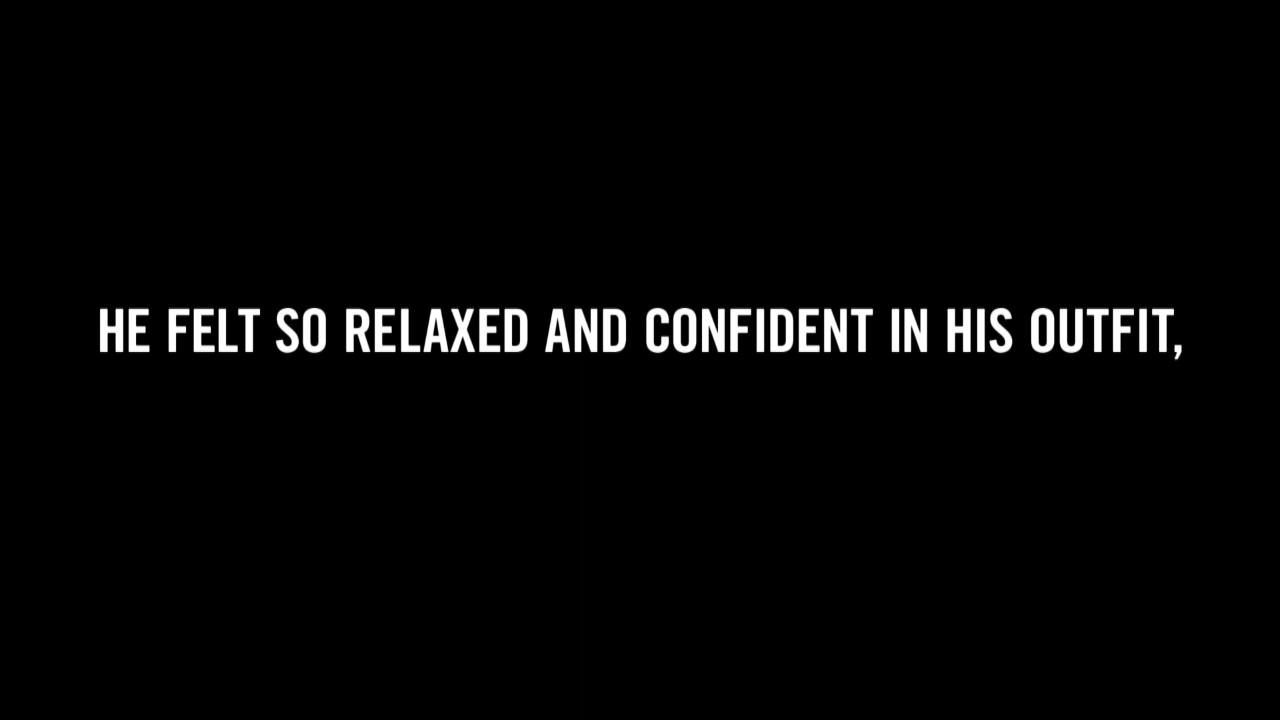 HE FELT SO RELAXED AND CONFIDENT IN HIS OUTFIT,